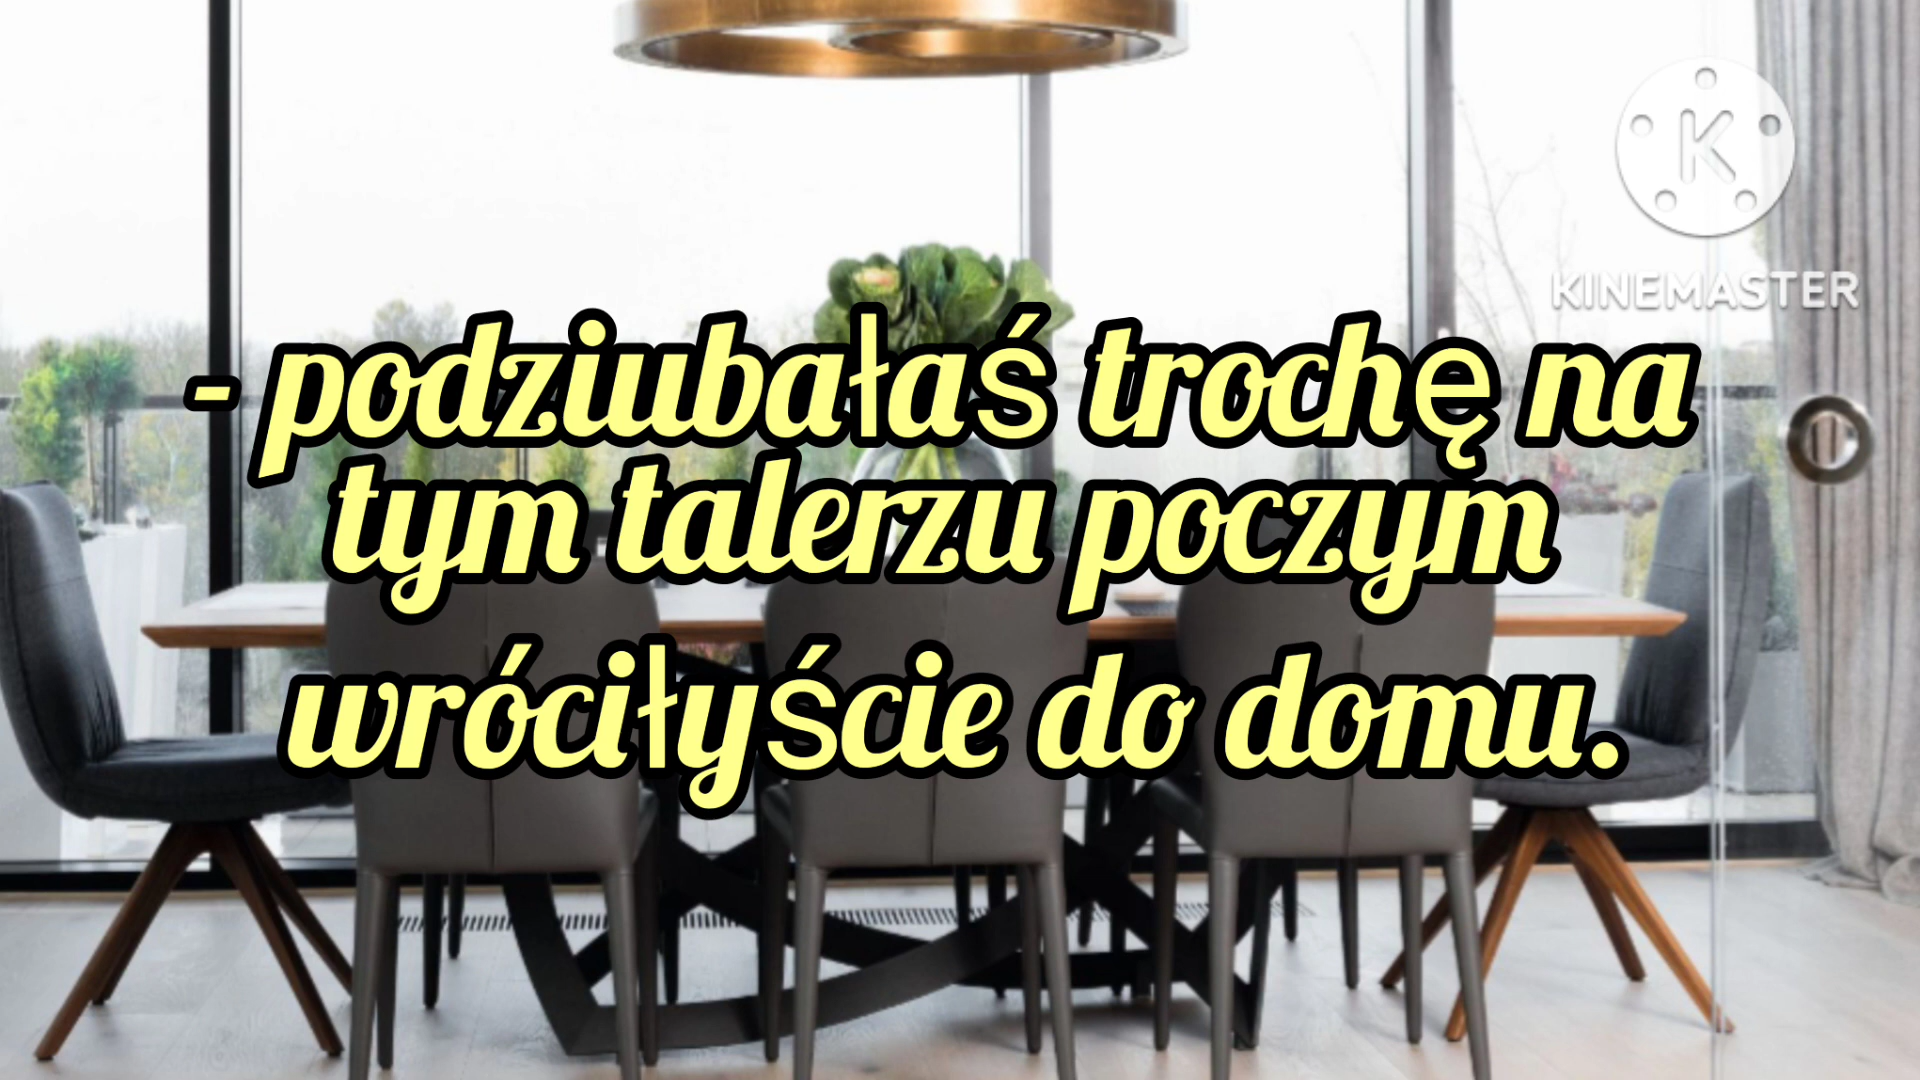 KINEMASTER
- podziubałaś trochę na
tym talerzu poczym
wróciłyście do domu.